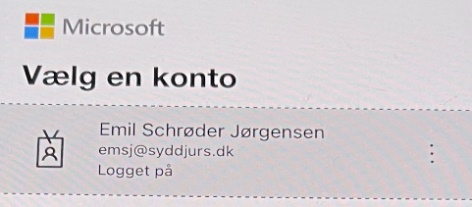 Microsoft
Vælg en konto
Emil Schrøder Jørgensen
emsj@syddjurs.dk
Logget på